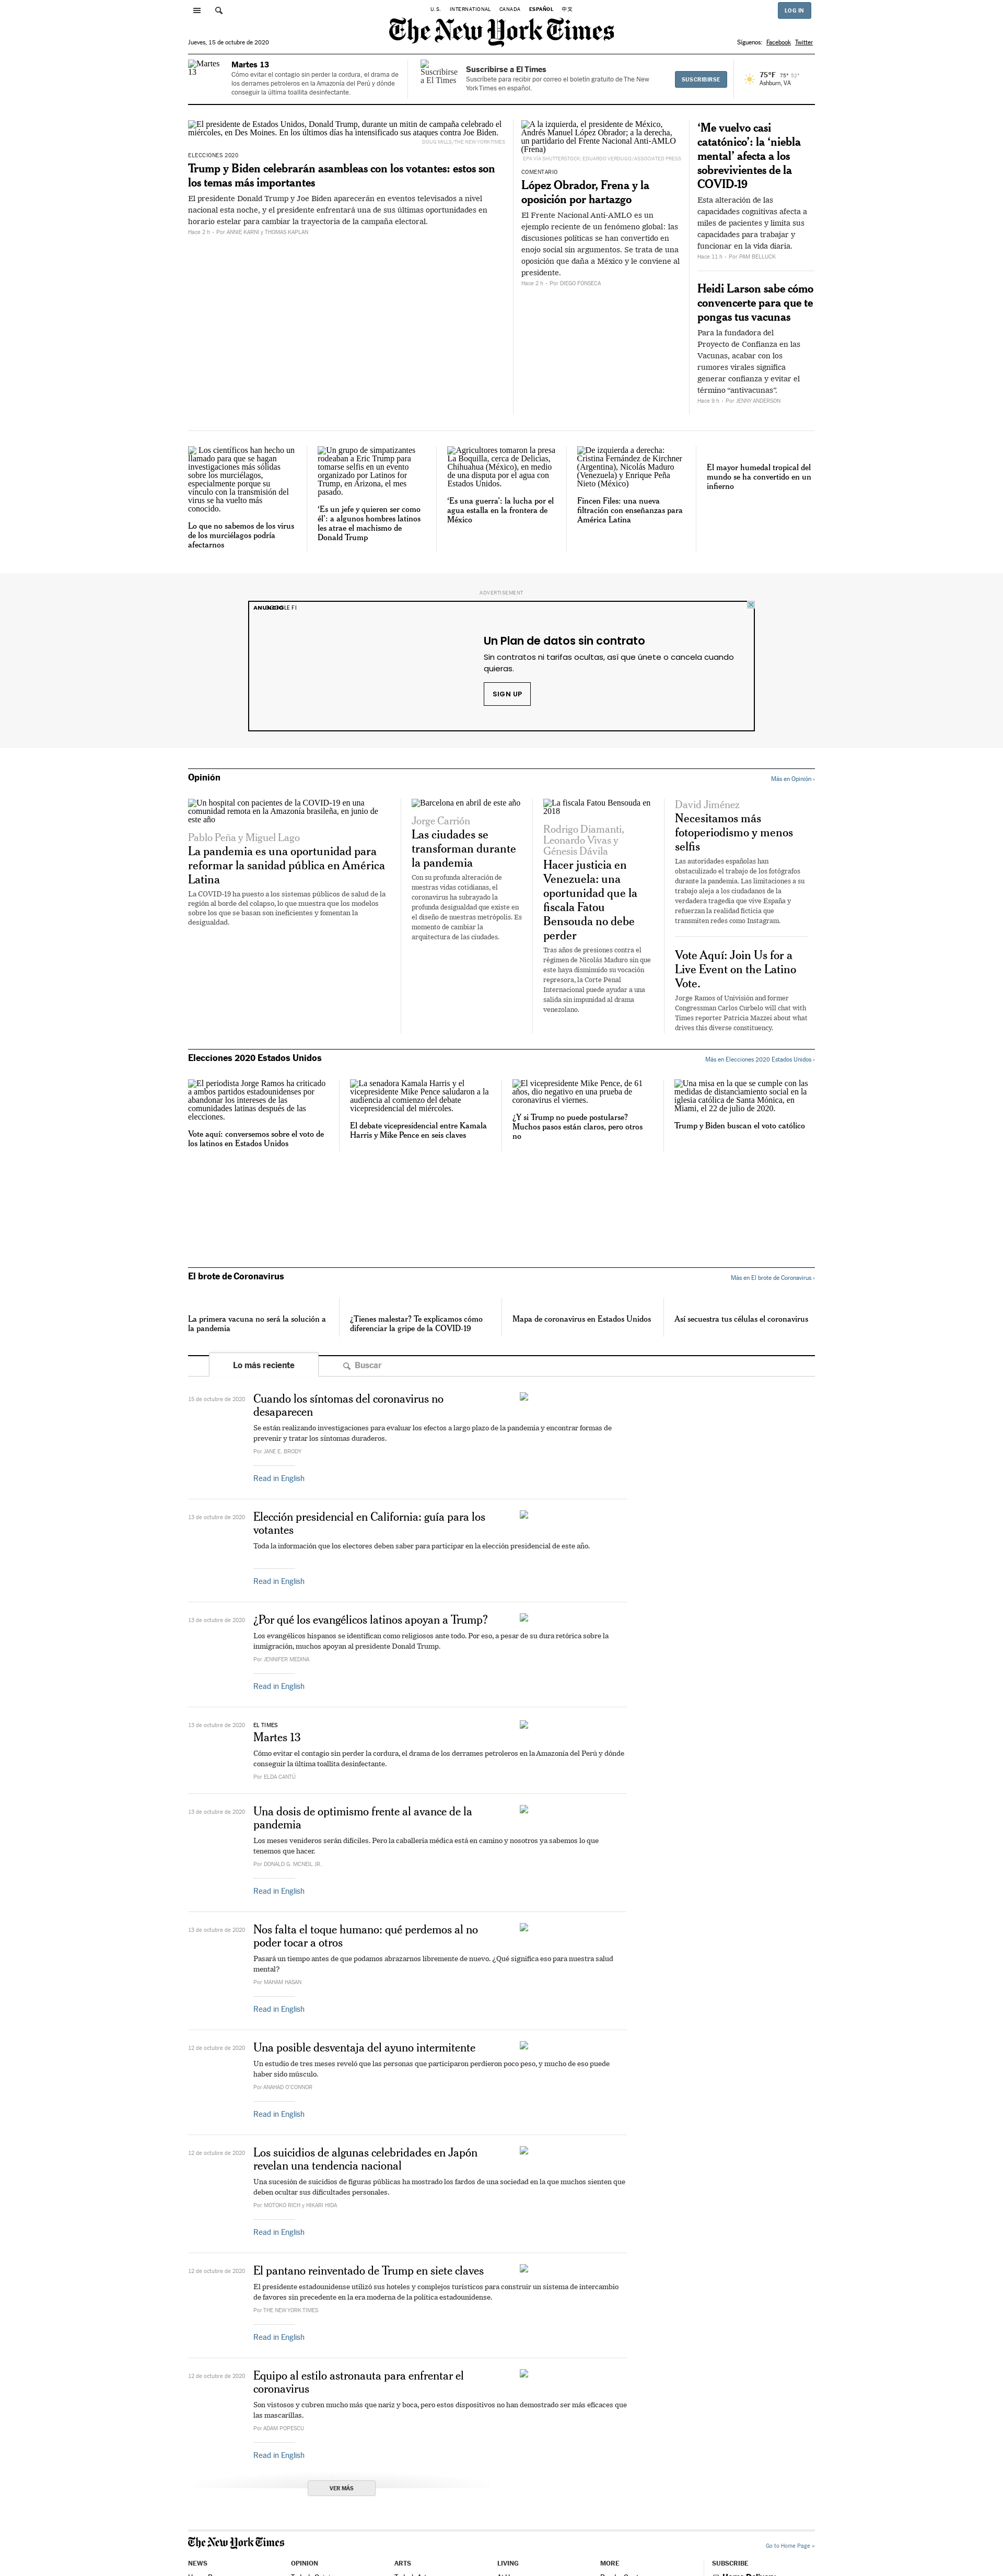 U.S. INTERNATIONAL CANADA ESPAÑOL 中文
LOG IN
The New York Times
Jueves, 15 de octubre de 2020
Síguenos: Facebook Twitter
Martes 13
Martes 13
Cómo evitar el contagio sin perder la cordura, el drama de
los derrames petroleros en la Amazonía del Perú y dónde
conseguir la última toallita desinfectante.
Suscribirse a El Times
Suscribirse a El Times
Suscríbete para recibir por correo el boletín gratuito de The New
York Times en español.
SUSCRIBIRSE
75°F 75° 52°
Ashburn, VA
El presidente de Estados Unidos, Donald Trump, durante un mitin de campaña celebrado el
miércoles, en Des Moines. En los últimos días ha intensificado sus ataques contra Joe Biden.
DOUG MILLS/THE NEW YORK TIMES
ELECCIONES 2020
Trump y Biden celebrarán asambleas con los votantes: estos son
los temas más importantes
El presidente Donald Trump y Joe Biden aparecerán en eventos televisados a nivel
nacional esta noche, y el presidente enfrentará una de sus últimas oportunidades en
horario estelar para cambiar la trayectoria de la campaña electoral.
Hace 2 h - Por ANNIE KARNI y THOMAS KAPLAN
A la izquierda, el presidente de México,
Andrés Manuel López Obrador; a la derecha,
un partidario del Frente Nacional Anti-AMLO
(Frena)
EPA VÍA SHUTTERSTOCK; EDUARDO VERDUGO/ASSOCIATED PRESS
COMENTARIO
López Obrador, Frena y la
oposición por hartazgo
El Frente Nacional Anti-AMLO es un
ejemplo reciente de un fenómeno global: las
discusiones políticas se han convertido en
enojo social sin argumentos. Se trata de una
oposición que daña a México y le conviene al
presidente.
Hace 2 h - Por DIEGO FONSECA
‘Me vuelvo casi
catatónico’: la ‘niebla
mental’ afecta a los
sobrevivientes de la
COVID-19
Esta alteración de las
capacidades cognitivas afecta a
miles de pacientes y limita sus
capacidades para trabajar y
funcionar en la vida diaria.
Hace 11 h - Por PAM BELLUCK
Heidi Larson sabe cómo
convencerte para que te
pongas tus vacunas
Para la fundadora del
Proyecto de Confianza en las
Vacunas, acabar con los
rumores virales significa
generar confianza y evitar el
término “antivacunas”.
Hace 9 h - Por JENNY ANDERSON
Los científicos han hecho un
llamado para que se hagan
investigaciones más sólidas
sobre los murciélagos,
especialmente porque su
vínculo con la transmisión del
virus se ha vuelto más
conocido.
Lo que no sabemos de los virus
de los murciélagos podría
afectarnos
Un grupo de simpatizantes
rodeaban a Eric Trump para
tomarse selfis en un evento
organizado por Latinos for
Trump, en Arizona, el mes
pasado.
‘Es un jefe y quieren ser como
él’: a algunos hombres latinos
les atrae el machismo de
Donald Trump
Agricultores tomaron la presa
La Boquilla, cerca de Delicias,
Chihuahua (México), en medio
de una disputa por el agua con
Estados Unidos.
‘Es una guerra’: la lucha por el
agua estalla en la frontera de
México
De izquierda a derecha:
Cristina Fernández de Kirchner
(Argentina), Nicolás Maduro
(Venezuela) y Enrique Peña
Nieto (México)
Fincen Files: una nueva
filtración con enseñanzas para
América Latina
El mayor humedal tropical del
mundo se ha convertido en un
infierno
ADVERTISEMENT
Un Plan de datos sin contrato
Sin contratos ni tarifas ocultas, así que únete o cancela cuando
quieras.
SIGN UP
Opinión
Más en Opinión ›
Un hospital con pacientes de la COVID-19 en una
comunidad remota en la Amazonia brasileña, en junio de
este año
Pablo Peña y Miguel Lago
La pandemia es una oportunidad para
reformar la sanidad pública en América
Latina
La COVID-19 ha puesto a los sistemas públicos de salud de la
región al borde del colapso, lo que muestra que los modelos
sobre los que se basan son ineficientes y fomentan la
desigualdad.
Barcelona en abril de este año
Jorge Carrión
Las ciudades se
transforman durante
la pandemia
Con su profunda alteración de
nuestras vidas cotidianas, el
coronavirus ha subrayado la
profunda desigualdad que existe en
el diseño de nuestras metrópolis. Es
momento de cambiar la
arquitectura de las ciudades.
La fiscala Fatou Bensouda en
2018
Rodrigo Diamanti,
Leonardo Vivas y
Génesis Dávila
Hacer justicia en
Venezuela: una
oportunidad que la
fiscala Fatou
Bensouda no debe
perder
Tras años de presiones contra el
régimen de Nicolás Maduro sin que
este haya disminuido su vocación
represora, la Corte Penal
Internacional puede ayudar a una
salida sin impunidad al drama
venezolano.
David Jiménez
Necesitamos más
fotoperiodismo y menos
selfis
Las autoridades españolas han
obstaculizado el trabajo de los fotógrafos
durante la pandemia. Las limitaciones a su
trabajo aleja a los ciudadanos de la
verdadera tragedia que vive España y
refuerzan la realidad ficticia que
transmiten redes como Instagram.
Vote Aquí: Join Us for a
Live Event on the Latino
Vote.
Jorge Ramos of Univisión and former
Congressman Carlos Curbelo will chat with
Times reporter Patricia Mazzei about what
drives this diverse constituency.
Elecciones 2020 Estados Unidos
Más en Elecciones 2020 Estados Unidos ›
El periodista Jorge Ramos ha criticado
a ambos partidos estadounidenses por
abandonar los intereses de las
comunidades latinas después de las
elecciones.
Vote aquí: conversemos sobre el voto de
los latinos en Estados Unidos
La senadora Kamala Harris y el
vicepresidente Mike Pence saludaron a la
audiencia al comienzo del debate
vicepresidencial del miércoles.
El debate vicepresidencial entre Kamala
Harris y Mike Pence en seis claves
El vicepresidente Mike Pence, de 61
años, dio negativo en una prueba de
coronavirus el viernes.
¿Y si Trump no puede postularse?
Muchos pasos están claros, pero otros
no
Una misa en la que se cumple con las
medidas de distanciamiento social en la
iglesia católica de Santa Mónica, en
Miami, el 22 de julio de 2020.
Trump y Biden buscan el voto católico
El brote de Coronavirus
Más en El brote de Coronavirus ›
La primera vacuna no será la solución a
la pandemia
¿Tienes malestar? Te explicamos cómo
diferenciar la gripe de la COVID-19
Mapa de coronavirus en Estados Unidos
Así secuestra tus células el coronavirus
Lo más reciente
Buscar
15 de octubre de 2020
Cuando los síntomas del coronavirus no
desaparecen
Se están realizando investigaciones para evaluar los efectos a largo plazo de la pandemia y encontrar formas de
prevenir y tratar los síntomas duraderos.
Por JANE E. BRODY
Read in English
13 de octubre de 2020
Elección presidencial en California: guía para los
votantes
Toda la información que los electores deben saber para participar en la elección presidencial de este año.
Read in English
13 de octubre de 2020
¿Por qué los evangélicos latinos apoyan a Trump?
Los evangélicos hispanos se identifican como religiosos ante todo. Por eso, a pesar de su dura retórica sobre la
inmigración, muchos apoyan al presidente Donald Trump.
Por JENNIFER MEDINA
Read in English
13 de octubre de 2020
EL TIMES
Martes 13
Cómo evitar el contagio sin perder la cordura, el drama de los derrames petroleros en la Amazonía del Perú y dónde
conseguir la última toallita desinfectante.
Por ELDA CANTÚ
13 de octubre de 2020
Una dosis de optimismo frente al avance de la
pandemia
Los meses venideros serán difíciles. Pero la caballería médica está en camino y nosotros ya sabemos lo que
tenemos que hacer.
Por DONALD G. MCNEIL JR.
Read in English
13 de octubre de 2020
Nos falta el toque humano: qué perdemos al no
poder tocar a otros
Pasará un tiempo antes de que podamos abrazarnos libremente de nuevo. ¿Qué significa eso para nuestra salud
mental?
Por MAHAM HASAN
Read in English
12 de octubre de 2020
Una posible desventaja del ayuno intermitente
Un estudio de tres meses reveló que las personas que participaron perdieron poco peso, y mucho de eso puede
haber sido músculo.
Por ANAHAD O'CONNOR
Read in English
12 de octubre de 2020
Los suicidios de algunas celebridades en Japón
revelan una tendencia nacional
Una sucesión de suicidios de figuras públicas ha mostrado los fardos de una sociedad en la que muchos sienten que
deben ocultar sus dificultades personales.
Por MOTOKO RICH y HIKARI HIDA
Read in English
12 de octubre de 2020
El pantano reinventado de Trump en siete claves
El presidente estadounidense utilizó sus hoteles y complejos turísticos para construir un sistema de intercambio
de favores sin precedente en la era moderna de la política estadounidense.
Por THE NEW YORK TIMES
Read in English
12 de octubre de 2020
Equipo al estilo astronauta para enfrentar el
coronavirus
Son vistosos y cubren mucho más que nariz y boca, pero estos dispositivos no han demostrado ser más eficaces que
las mascarillas.
Por ADAM POPESCU
Read in English
VER MÁS
The New York Times
Go to Home Page »
NEWS OPINION ARTS LIVING MORE SUBSCRIBE